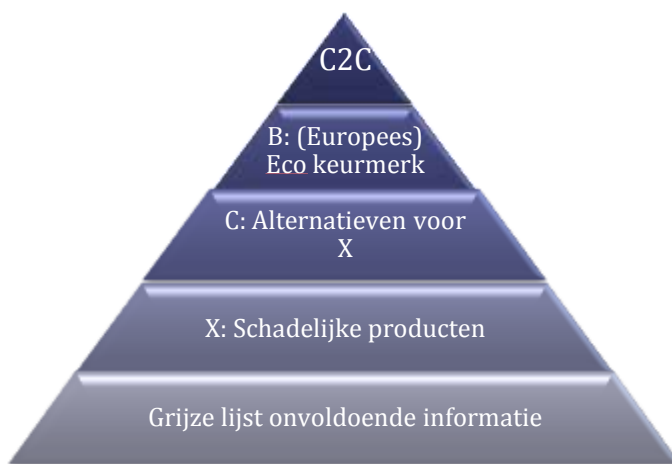 C2C
B: (Europees)
Eco keurmerk
C: Alternatieven voor
X
X: Schadelijke producten
Grijze lijst onvoldoende informatie